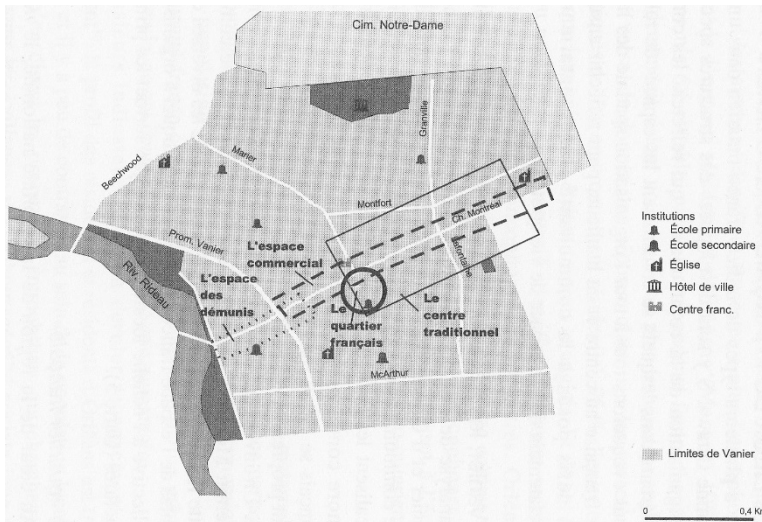 Cim. Notre-Dame
Granville
Beechwood
Marier
Montfort
Ch. Montréal
Prom. Vanier
L'espace
commercial
Riv. Rideau
L'espace
des
démunis
Lafontaine
Le
quartier
français
Le
centre
traditionnel
McArthur
Institutions
École primaire
École secondaire
Église
Hôtel de ville
Centre franc.
Limites de Vanier
0 0,4 K